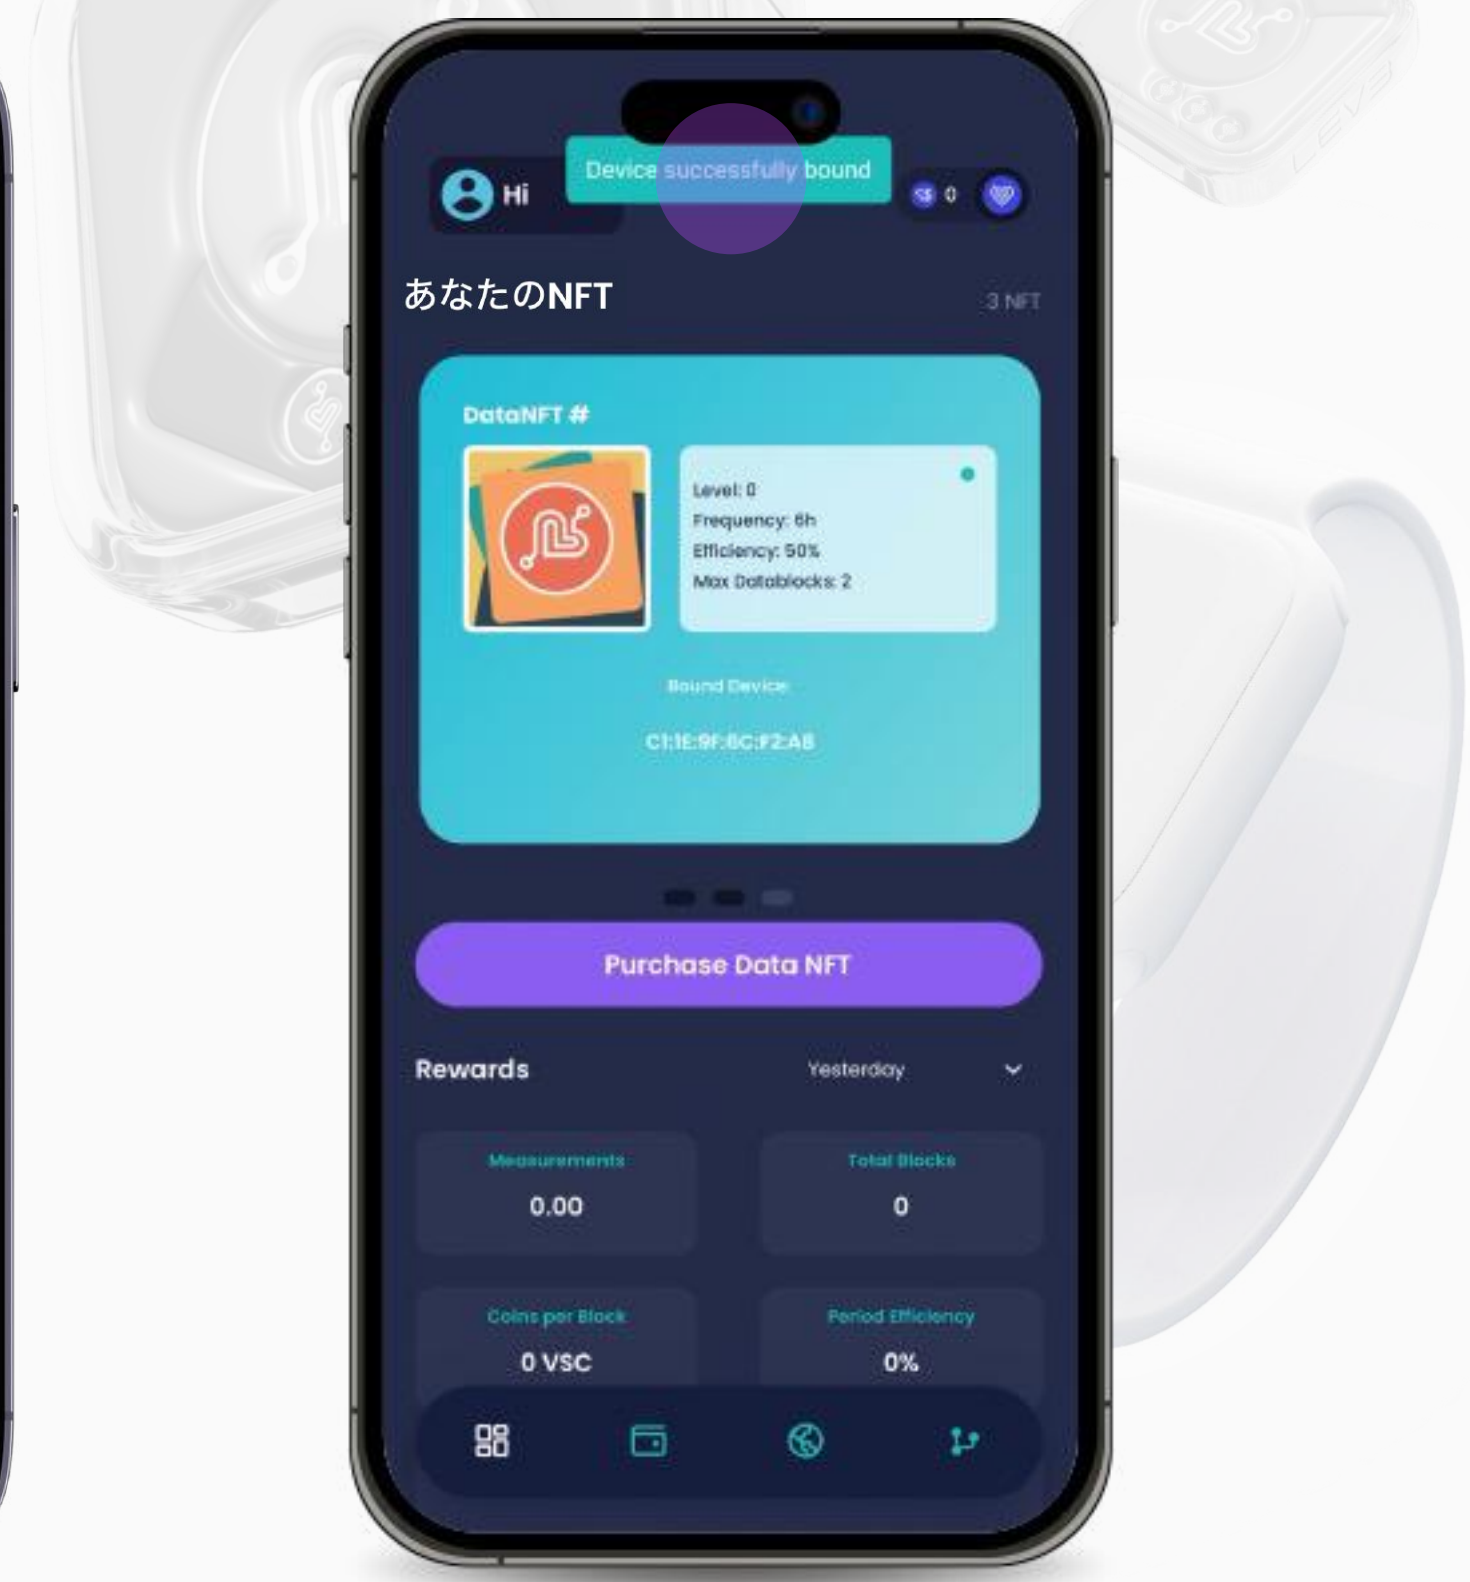 Device successfully bound
Hi
0
あなたのNFT
3 NFT
DataNFT #
Level: 0
Frequency: 6h
Efficiency: 50%
Max Datablocks: 2
Bound Device:
C1:1E:9F:6C:F2:AB
Purchase Data NFT
Rewards
Yesterday
Measurements
Total Blocks
0.00
0
Coins per Block
Period Efficiency
0 VSC
0%